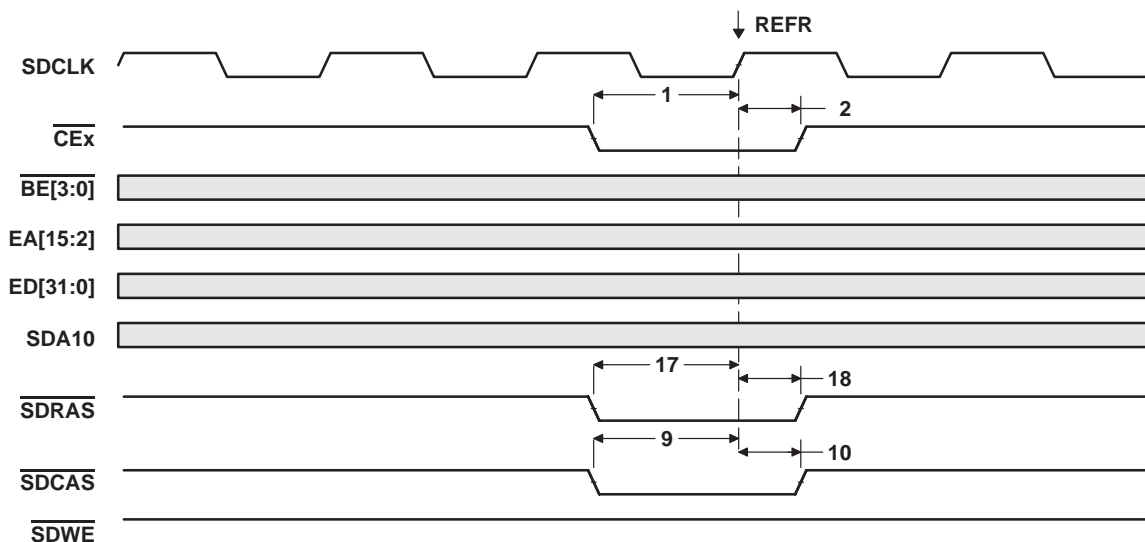 REFR
SDCLK
1
2
CEx
BE[3:0]
EA[15:2]
ED[31:0]
SDA10
17
18
SDRAS
9
10
SDCAS
SDWE